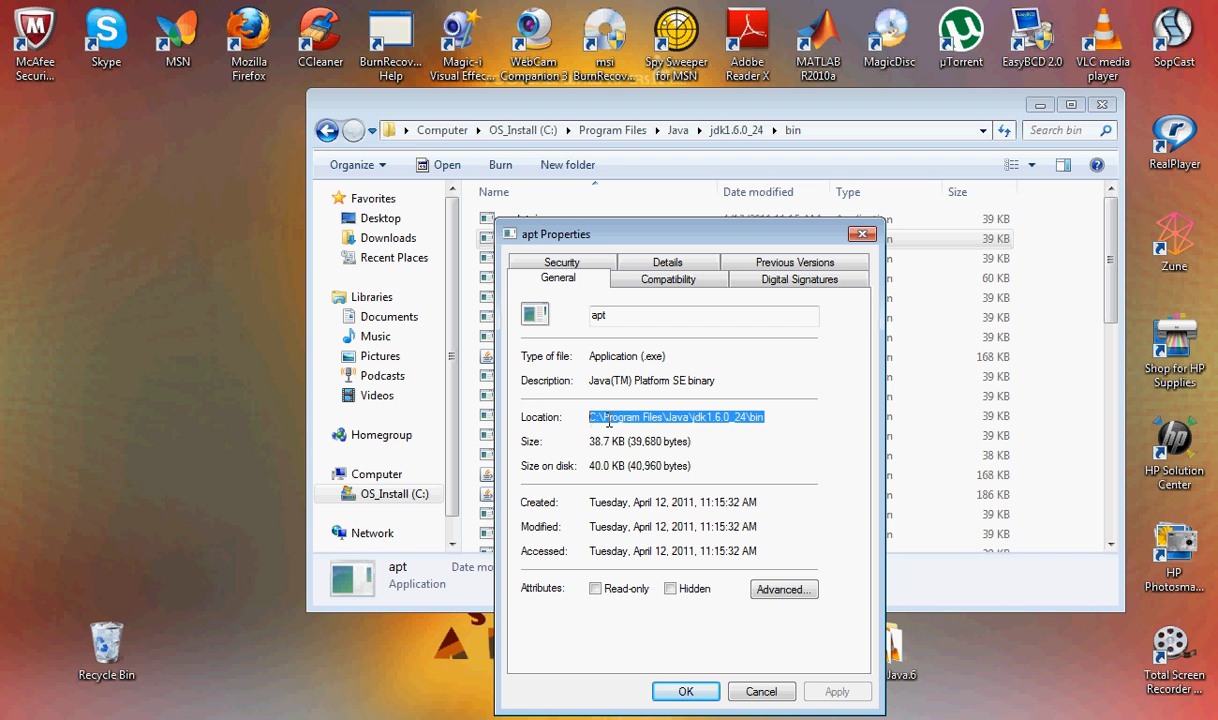 McAfee Securi...
Skype
MSN
Mozilla Firefox
CCleaner
BurnRecov... Help
Magic-i Visual Effec...
WebCam Companion 3
msi BurnRecov...
Spy Sweeper for MSN
Adobe Reader X
MATLAB R2010a
MagicDisc
µTorrent
EasyBCD 2.0
VLC media player
SopCast
Computer OS_Install (C:) Program Files Java jdk1.6.0_24 bin
Search bin
Organize Open Burn New folder
Name Date modified Type Size
Favorites
Desktop
Downloads
Recent Places
Libraries
Documents
Music
Pictures
Podcasts
Videos
Homegroup
Computer
OS_Install (C:)
Network
39 KB
39 KB
39 KB
60 KB
39 KB
39 KB
39 KB
168 KB
39 KB
39 KB
39 KB
39 KB
38 KB
168 KB
186 KB
39 KB
apt Date mo
Application
apt Properties
Security Details Previous Versions
General Compatibility Digital Signatures
apt
Type of file: Application (.exe)
Description: Java(TM) Platform SE binary
Location: C:\Program Files\Java\jdk1.6.0_24\bin
Size: 38.7 KB (39,680 bytes)
Size on disk: 40.0 KB (40,960 bytes)
Created: Tuesday, April 12, 2011, 11:15:32 AM
Modified: Tuesday, April 12, 2011, 11:15:32 AM
Accessed: Tuesday, April 12, 2011, 11:15:32 AM
Attributes: Read-only Hidden Advanced...
OK Cancel Apply
RealPlayer
Zune
Shop for HP Supplies
HP Solution Center
HP Photosma...
Total Screen Recorder ...
Recycle Bin
Java.6